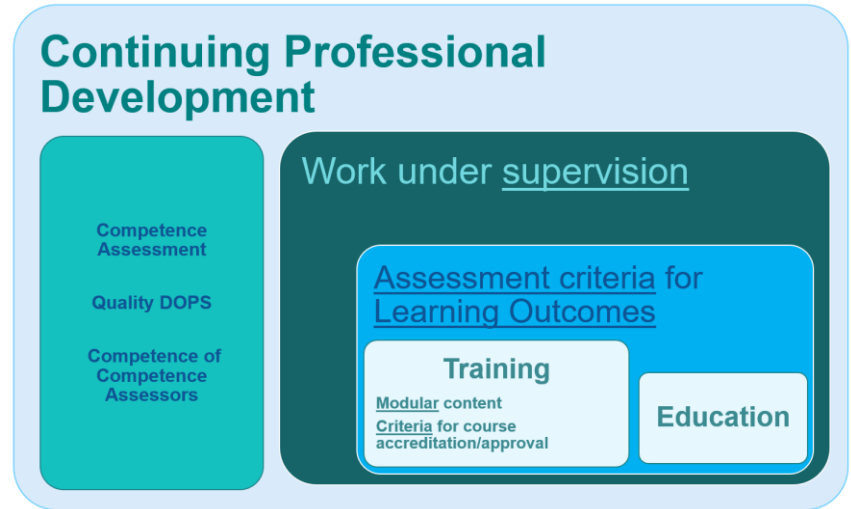 Continuing Professional
Development
Competence
Assessment
Quality DOPS
Competence of
Competence
Assessors
Work under supervision
Assessment criteria for
Learning Outcomes
Training
Modular content
Criteria for course
accreditation/approval
Education